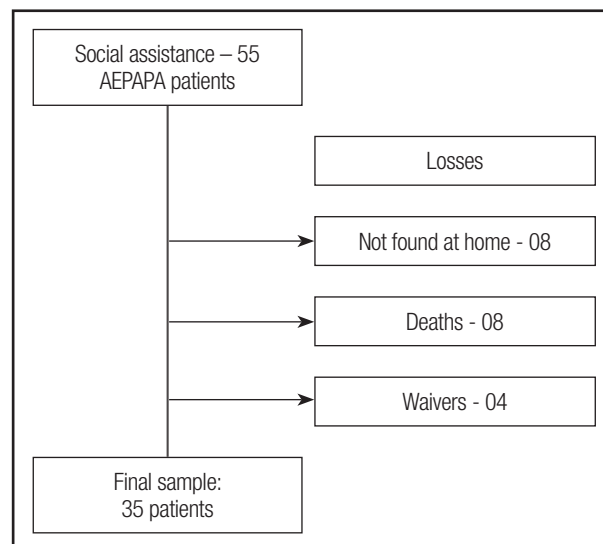 Social assistance – 55
AEPAPA patients
Losses
Not found at home - 08
Deaths - 08
Waivers - 04
Final sample:
35 patients